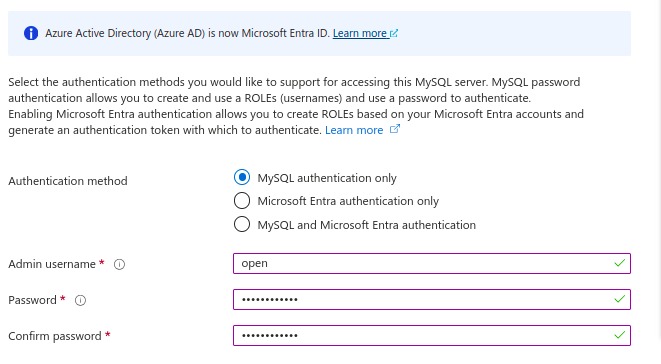 Azure Active Directory (Azure AD) is now Microsoft Entra ID. Learn more
Select the authentication methods you would like to support for accessing this MySQL server. MySQL password
authentication allows you to create and use a ROLEs (usernames) and use a password to authenticate.
Enabling Microsoft Entra authentication allows you to create ROLEs based on your Microsoft Entra accounts and
generate an authentication token with which to authenticate. Learn more
Authentication method
MySQL authentication only
Microsoft Entra authentication only
MySQL and Microsoft Entra authentication
Admin username *
open
Password *
••••••••••••
Confirm password *
••••••••••••